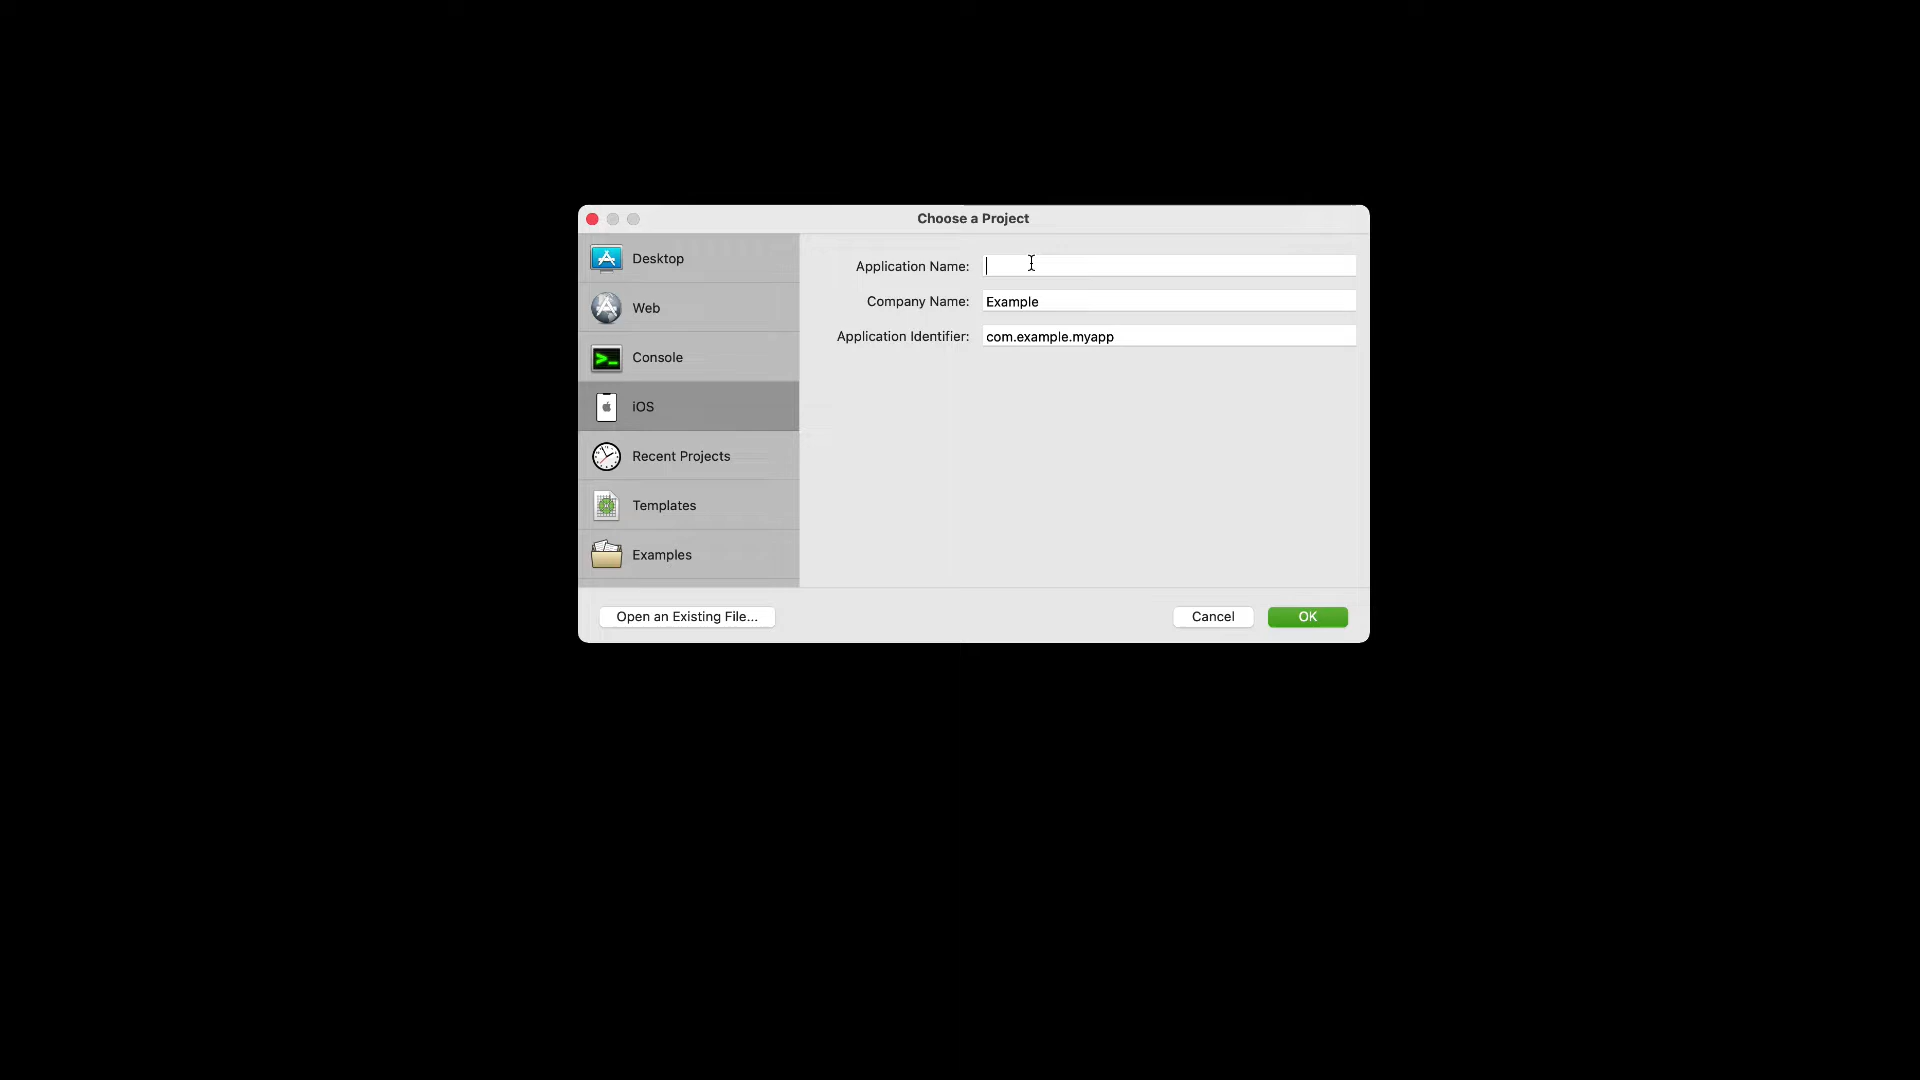 Choose a Project
Desktop
Web
Console
iOS
Recent Projects
Templates
Examples
Application Name:
Company Name: Example
Application Identifier: com.example.myapp
Open an Existing File...
Cancel
OK